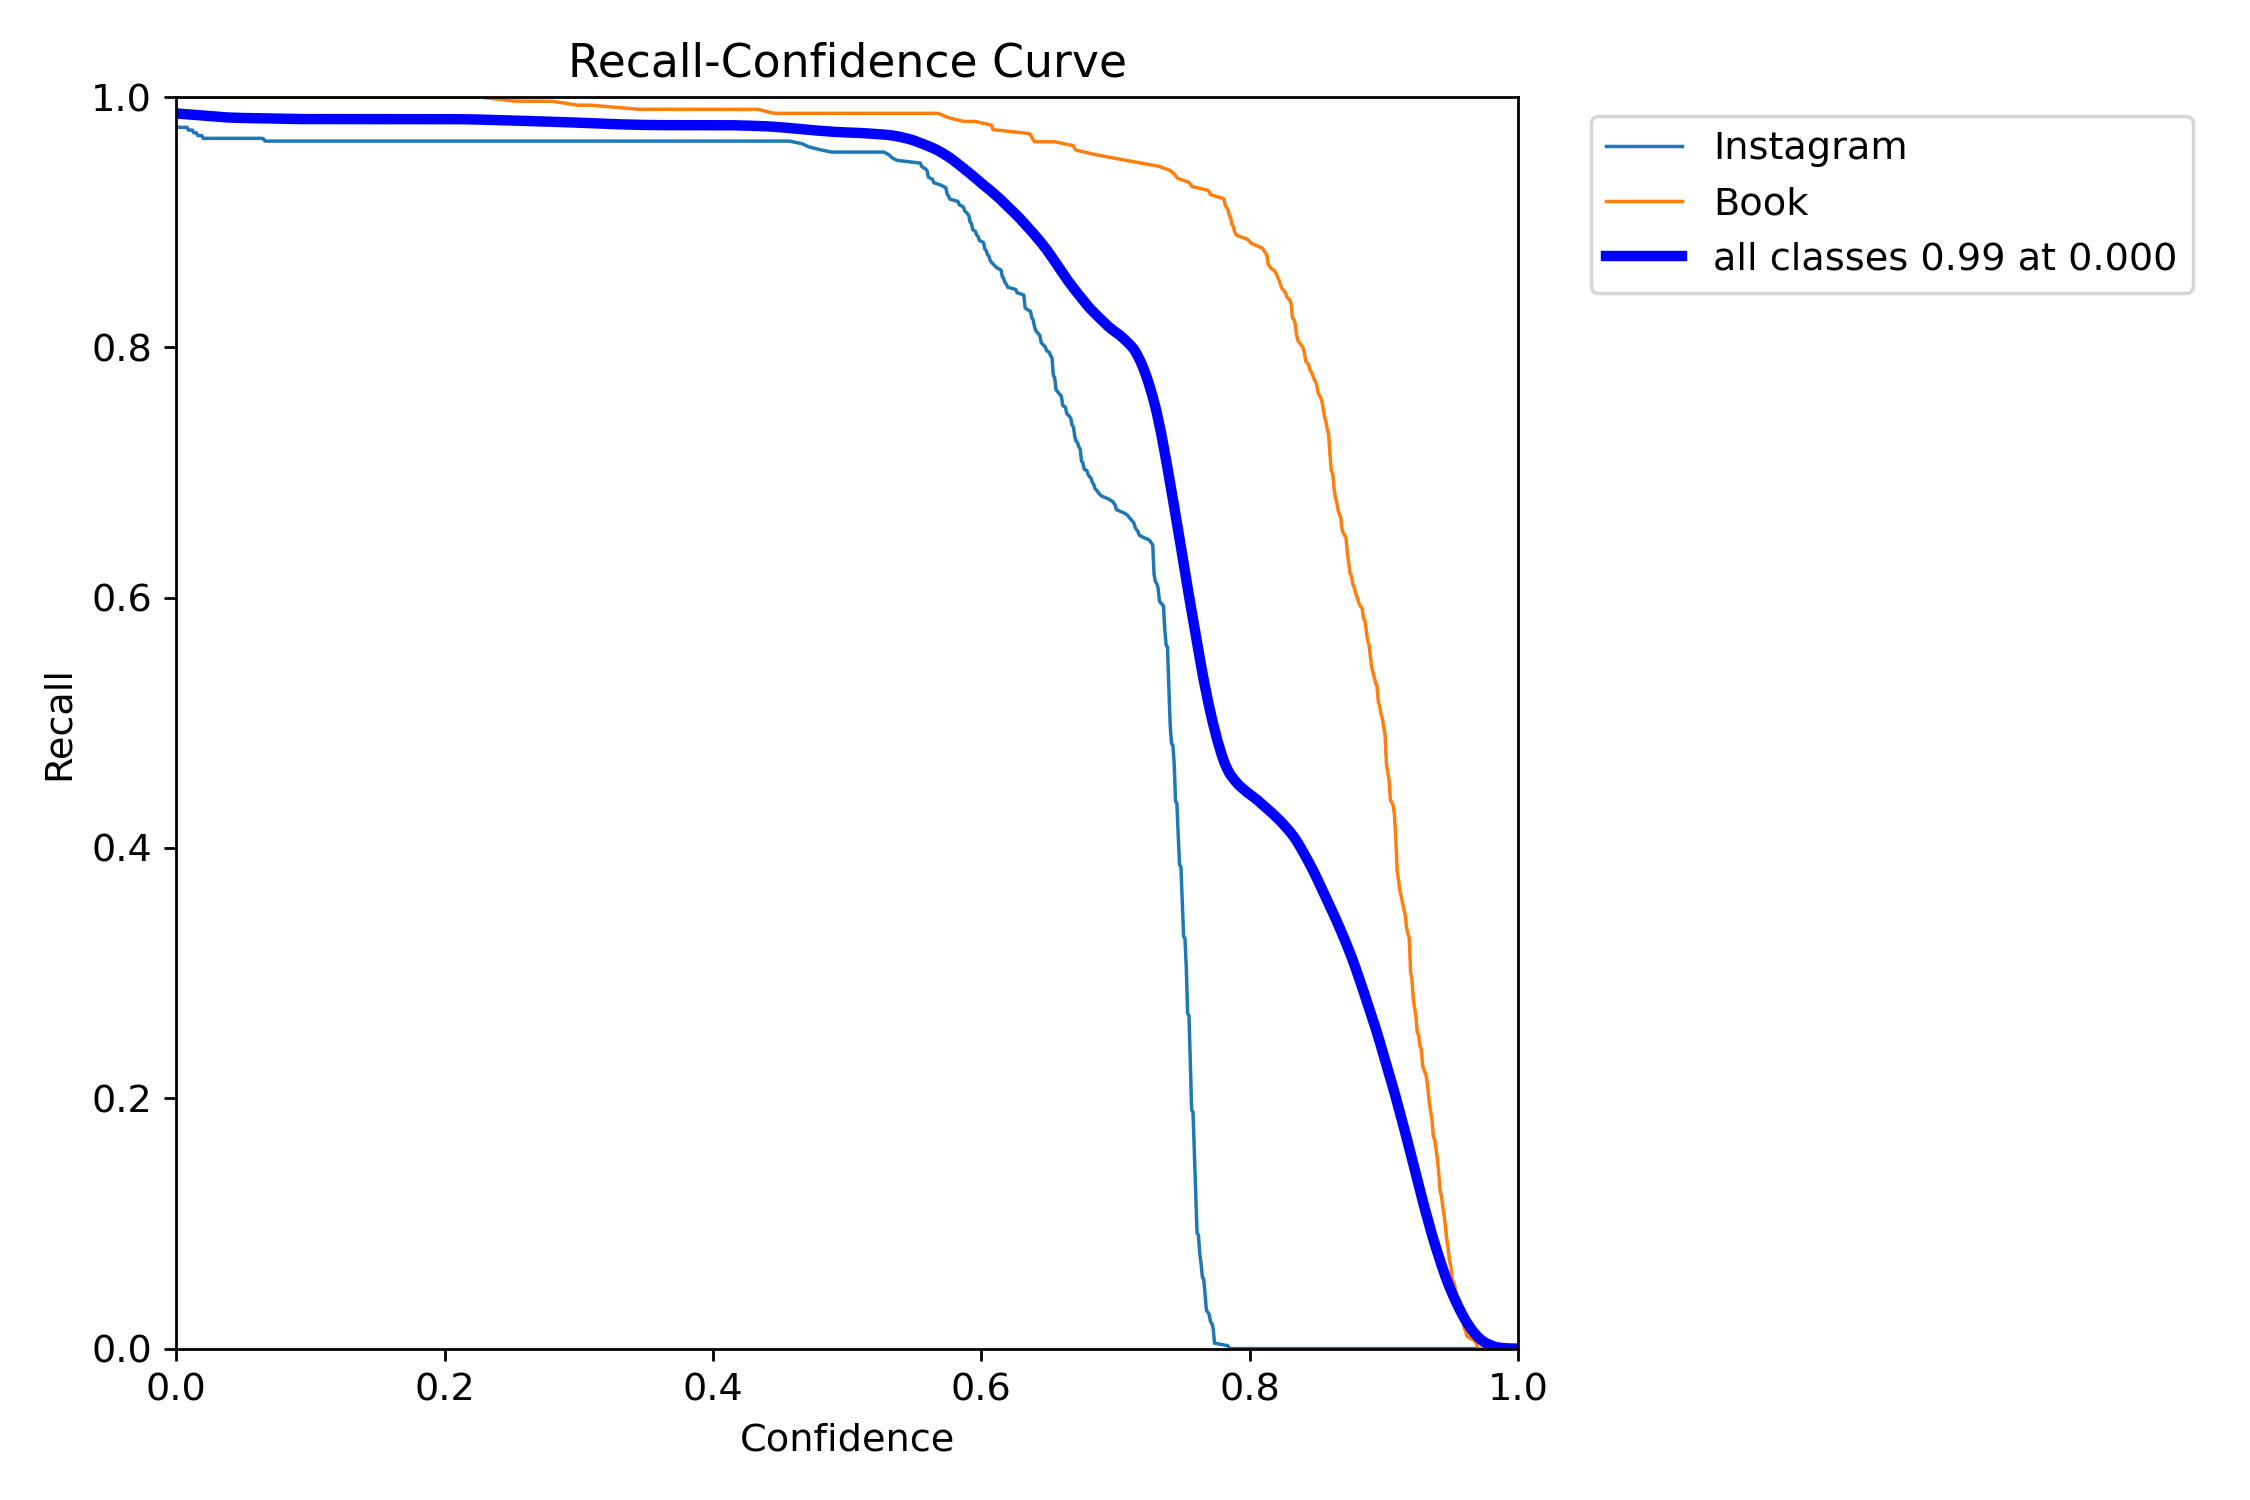 Recall-Confidence Curve
1.0
0.8
0.6
0.4
0.2
0.0
Recall
0.0 0.2 0.4 0.6 0.8 1.0
Confidence
Instagram
Book
all classes 0.99 at 0.000